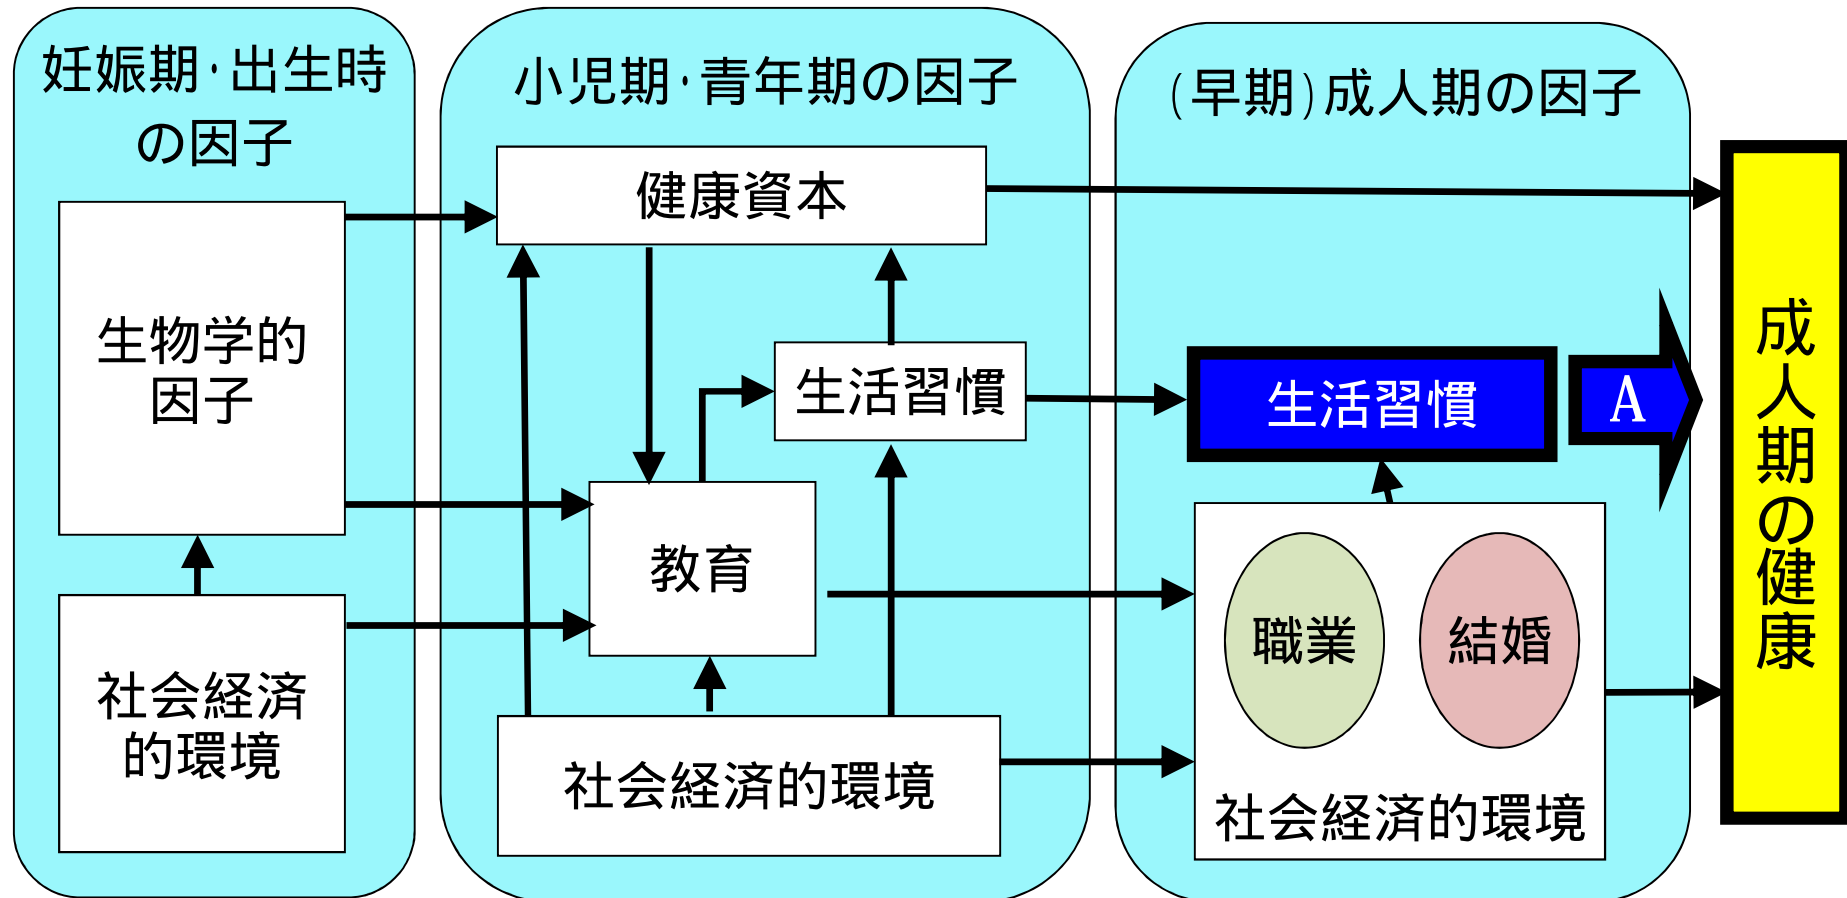 妊娠期·出生時
の因子
生物学的
因子
社会経済
的環境
小児期·青年期の因子
健康資本
生活習慣
教育
社会経済的環境
(早期)成人期の因子
生活習慣
A
職業
結婚
社会経済的環境
成人期の健康